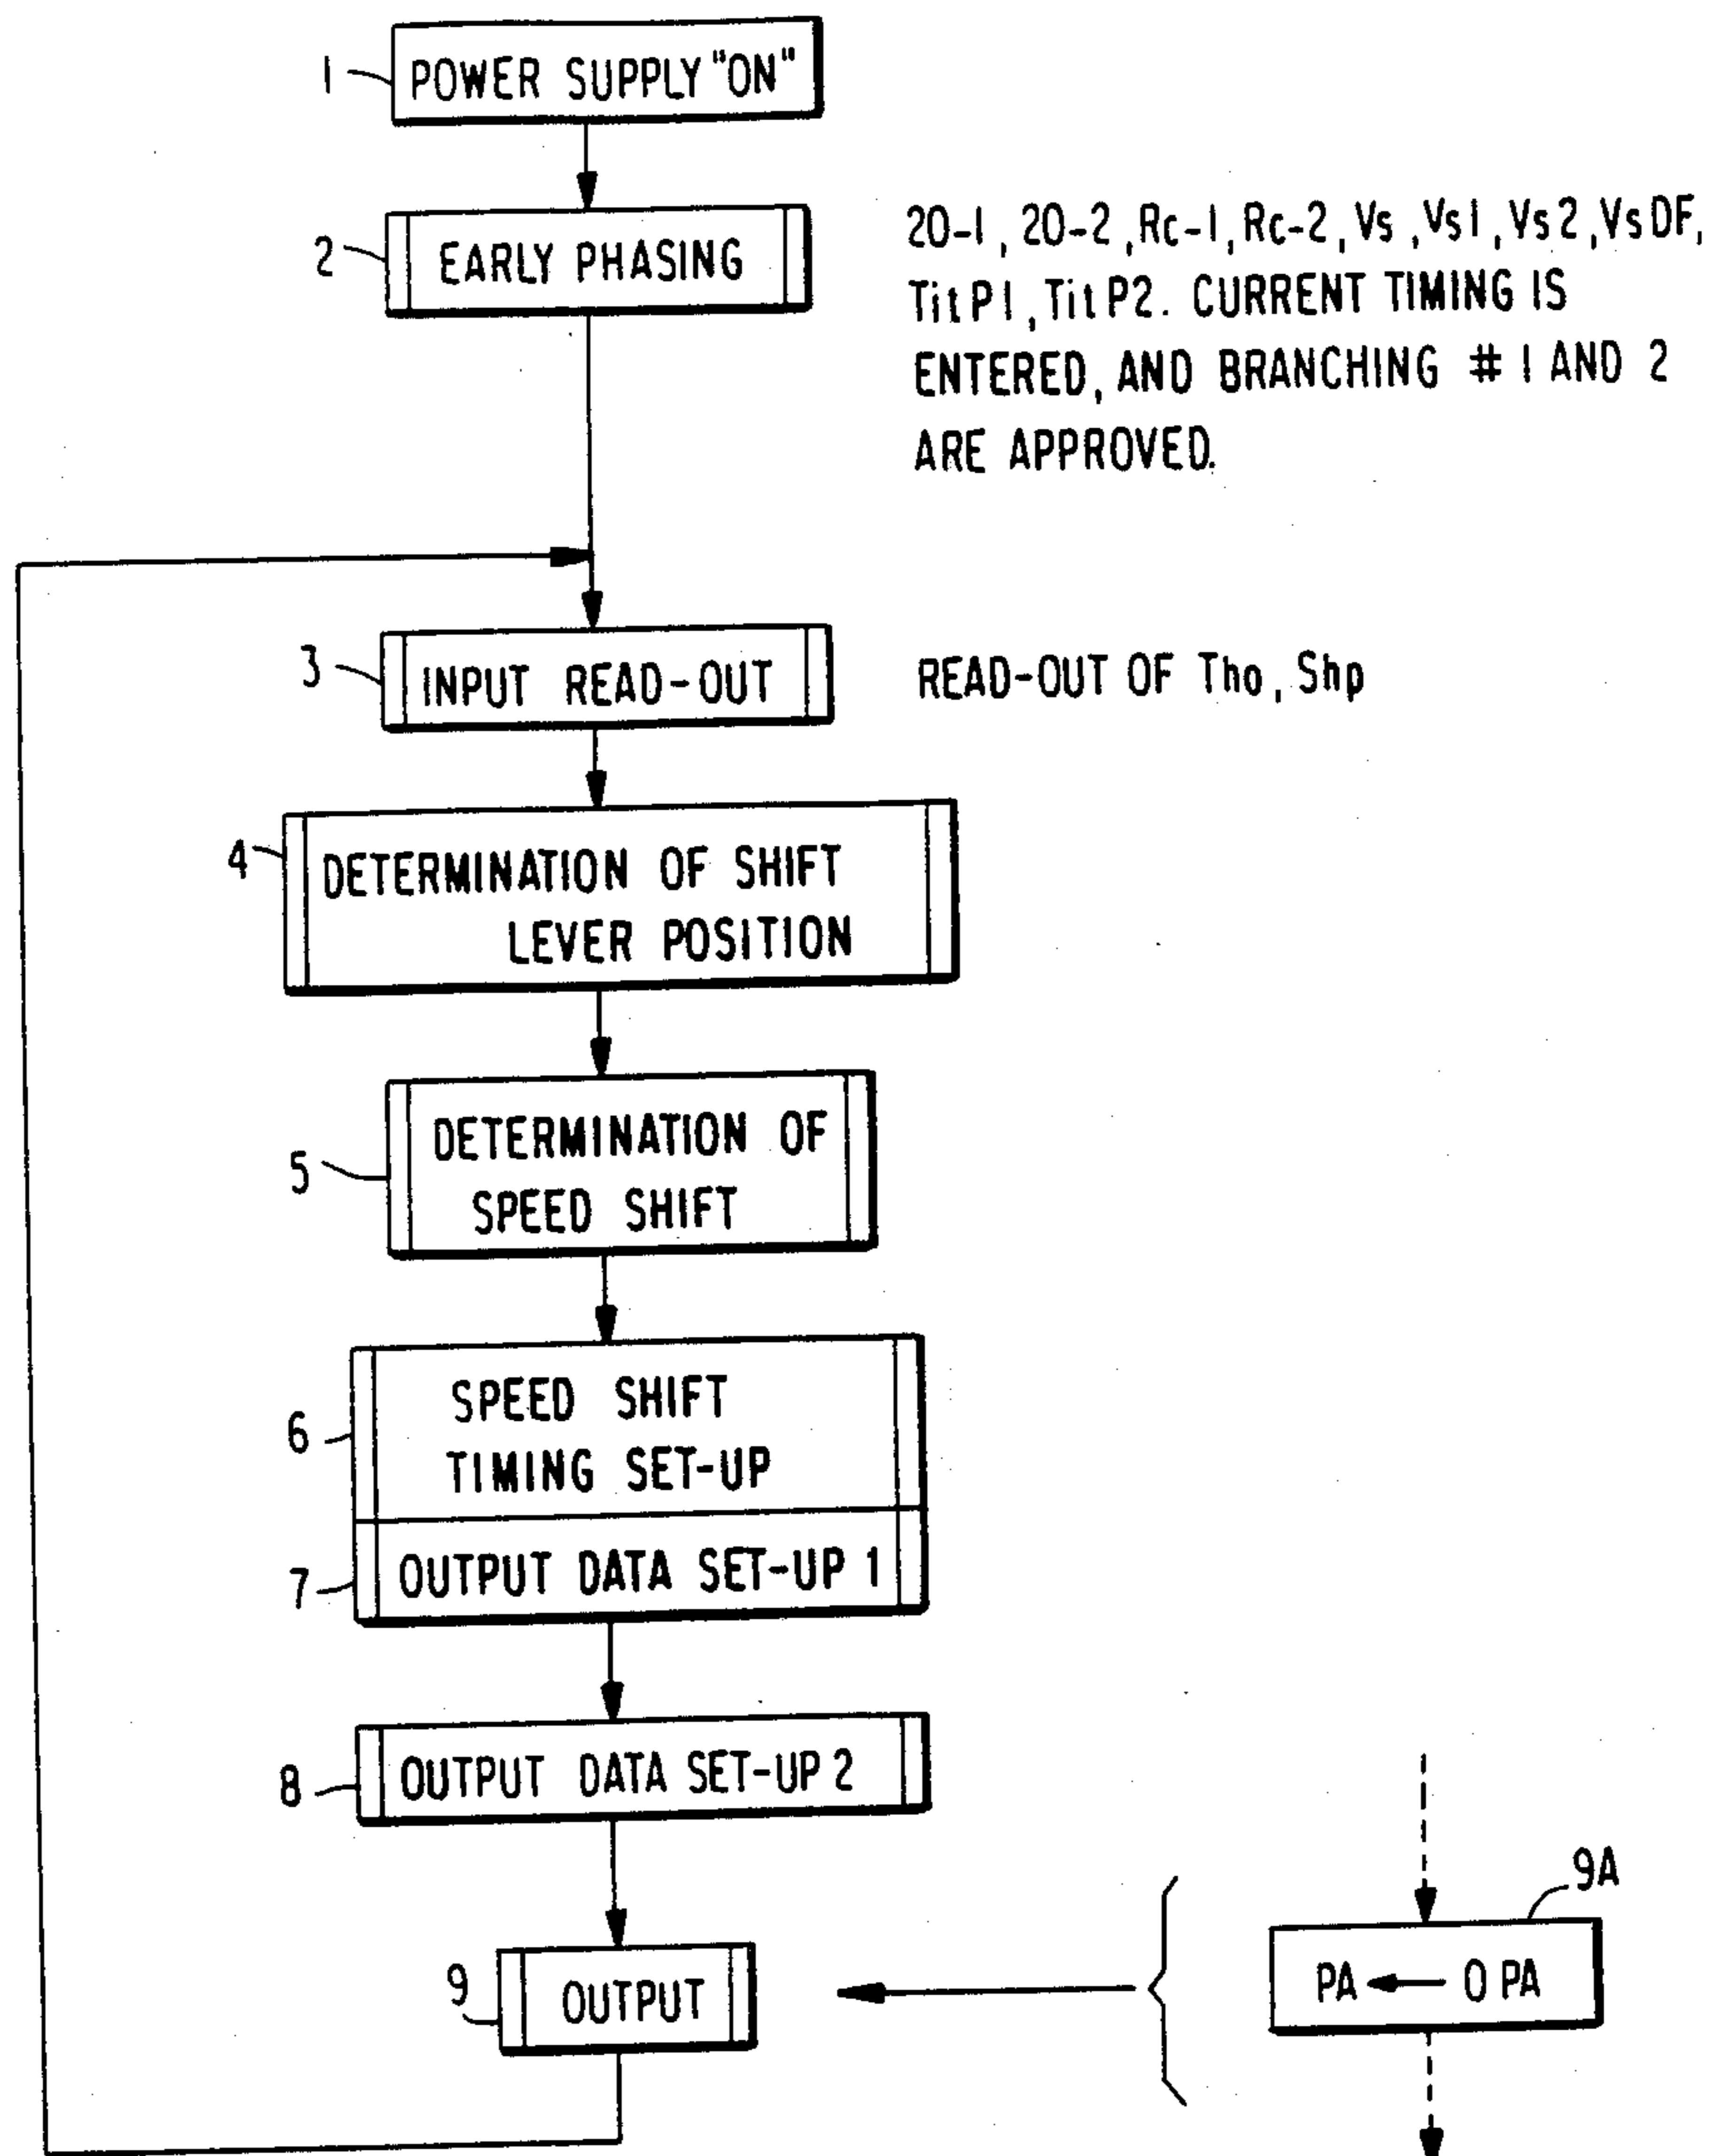 1
POWER SUPPLY "ON"
2
EARLY PHASING
20-1, 20-2, Rc-1, Rc-2, Vs, Vs1, Vs2, VsDF,
TitP1, TitP2. CURRENT TIMING IS
ENTERED, AND BRANCHING # 1 AND 2
ARE APPROVED.
3
INPUT READ-OUT
READ-OUT OF Tho, Shp
4
DETERMINATION OF SHIFT
LEVER POSITION
5
DETERMINATION OF
SPEED SHIFT
6
SPEED SHIFT
TIMING SET-UP
7
OUTPUT DATA SET-UP 1
8
OUTPUT DATA SET-UP 2
9
OUTPUT
9A
PA ← O PA